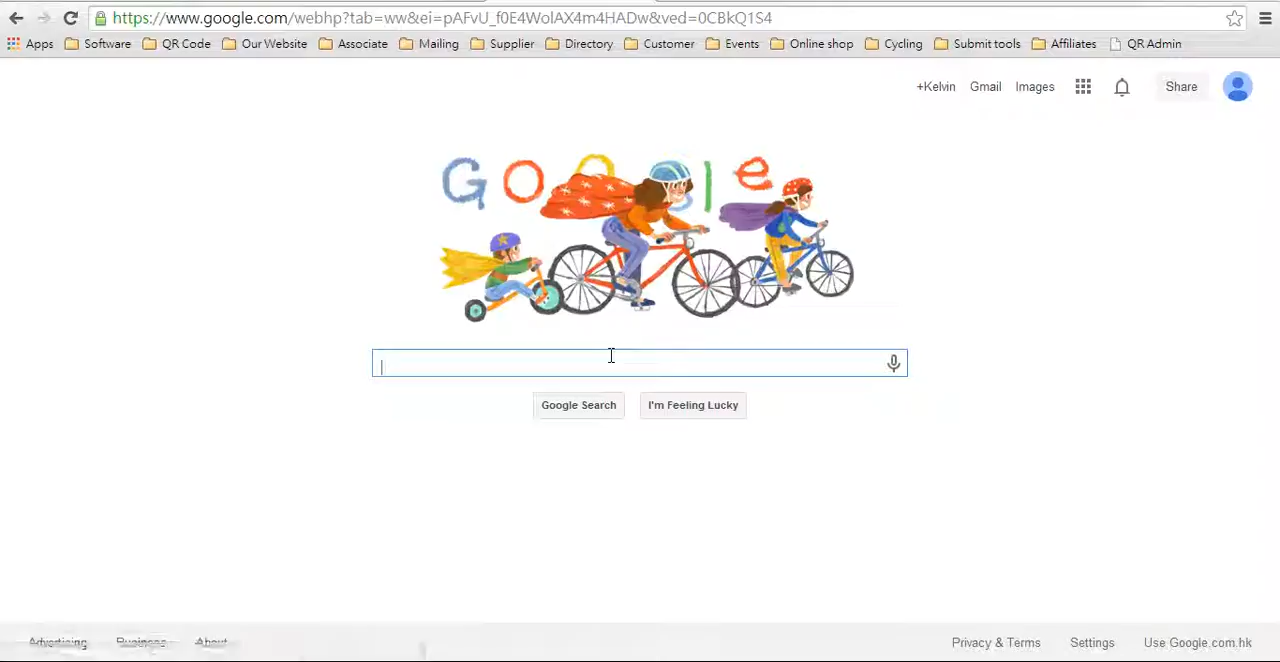 https://www.google.com/webhp?tab=ww&ei=pAFvU_f0E4WolAX4m4HADw&ved=0CBkQ1S4
Apps Software QR Code Our Website Associate Mailing Supplier Directory Customer Events Online shop Cycling Submit tools Affiliates QR Admin
+Kelvin Gmail Images Share
Google
Google Search I'm Feeling Lucky
Advertising Business About Privacy & Terms Settings Use Google.com.hk